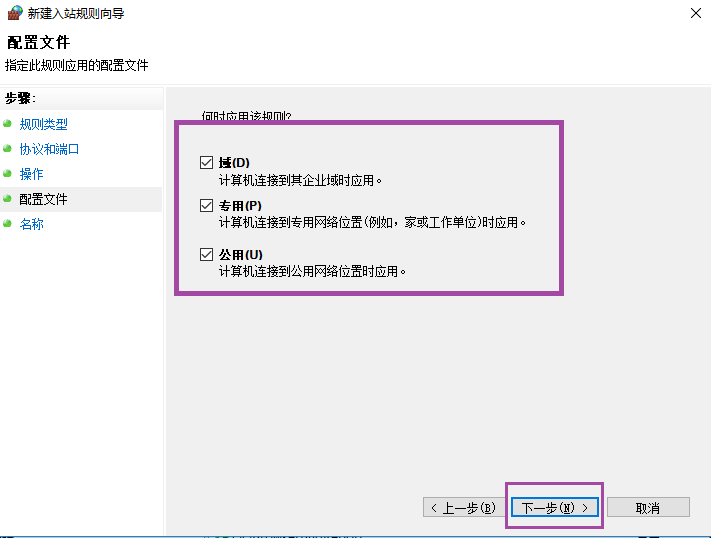 新建入站规则向导
配置文件
指定此规则应用的配置文件
步骤:
规则类型
协议和端口
操作
配置文件
名称
何时应用该规则?
域(D)
计算机连接到其企业域时应用。
专用(P)
计算机连接到专用网络位置(例如，家或工作单位)时应用。
公用(U)
计算机连接到公用网络位置时应用。
< 上一步(B)
下一步(N) >
取消